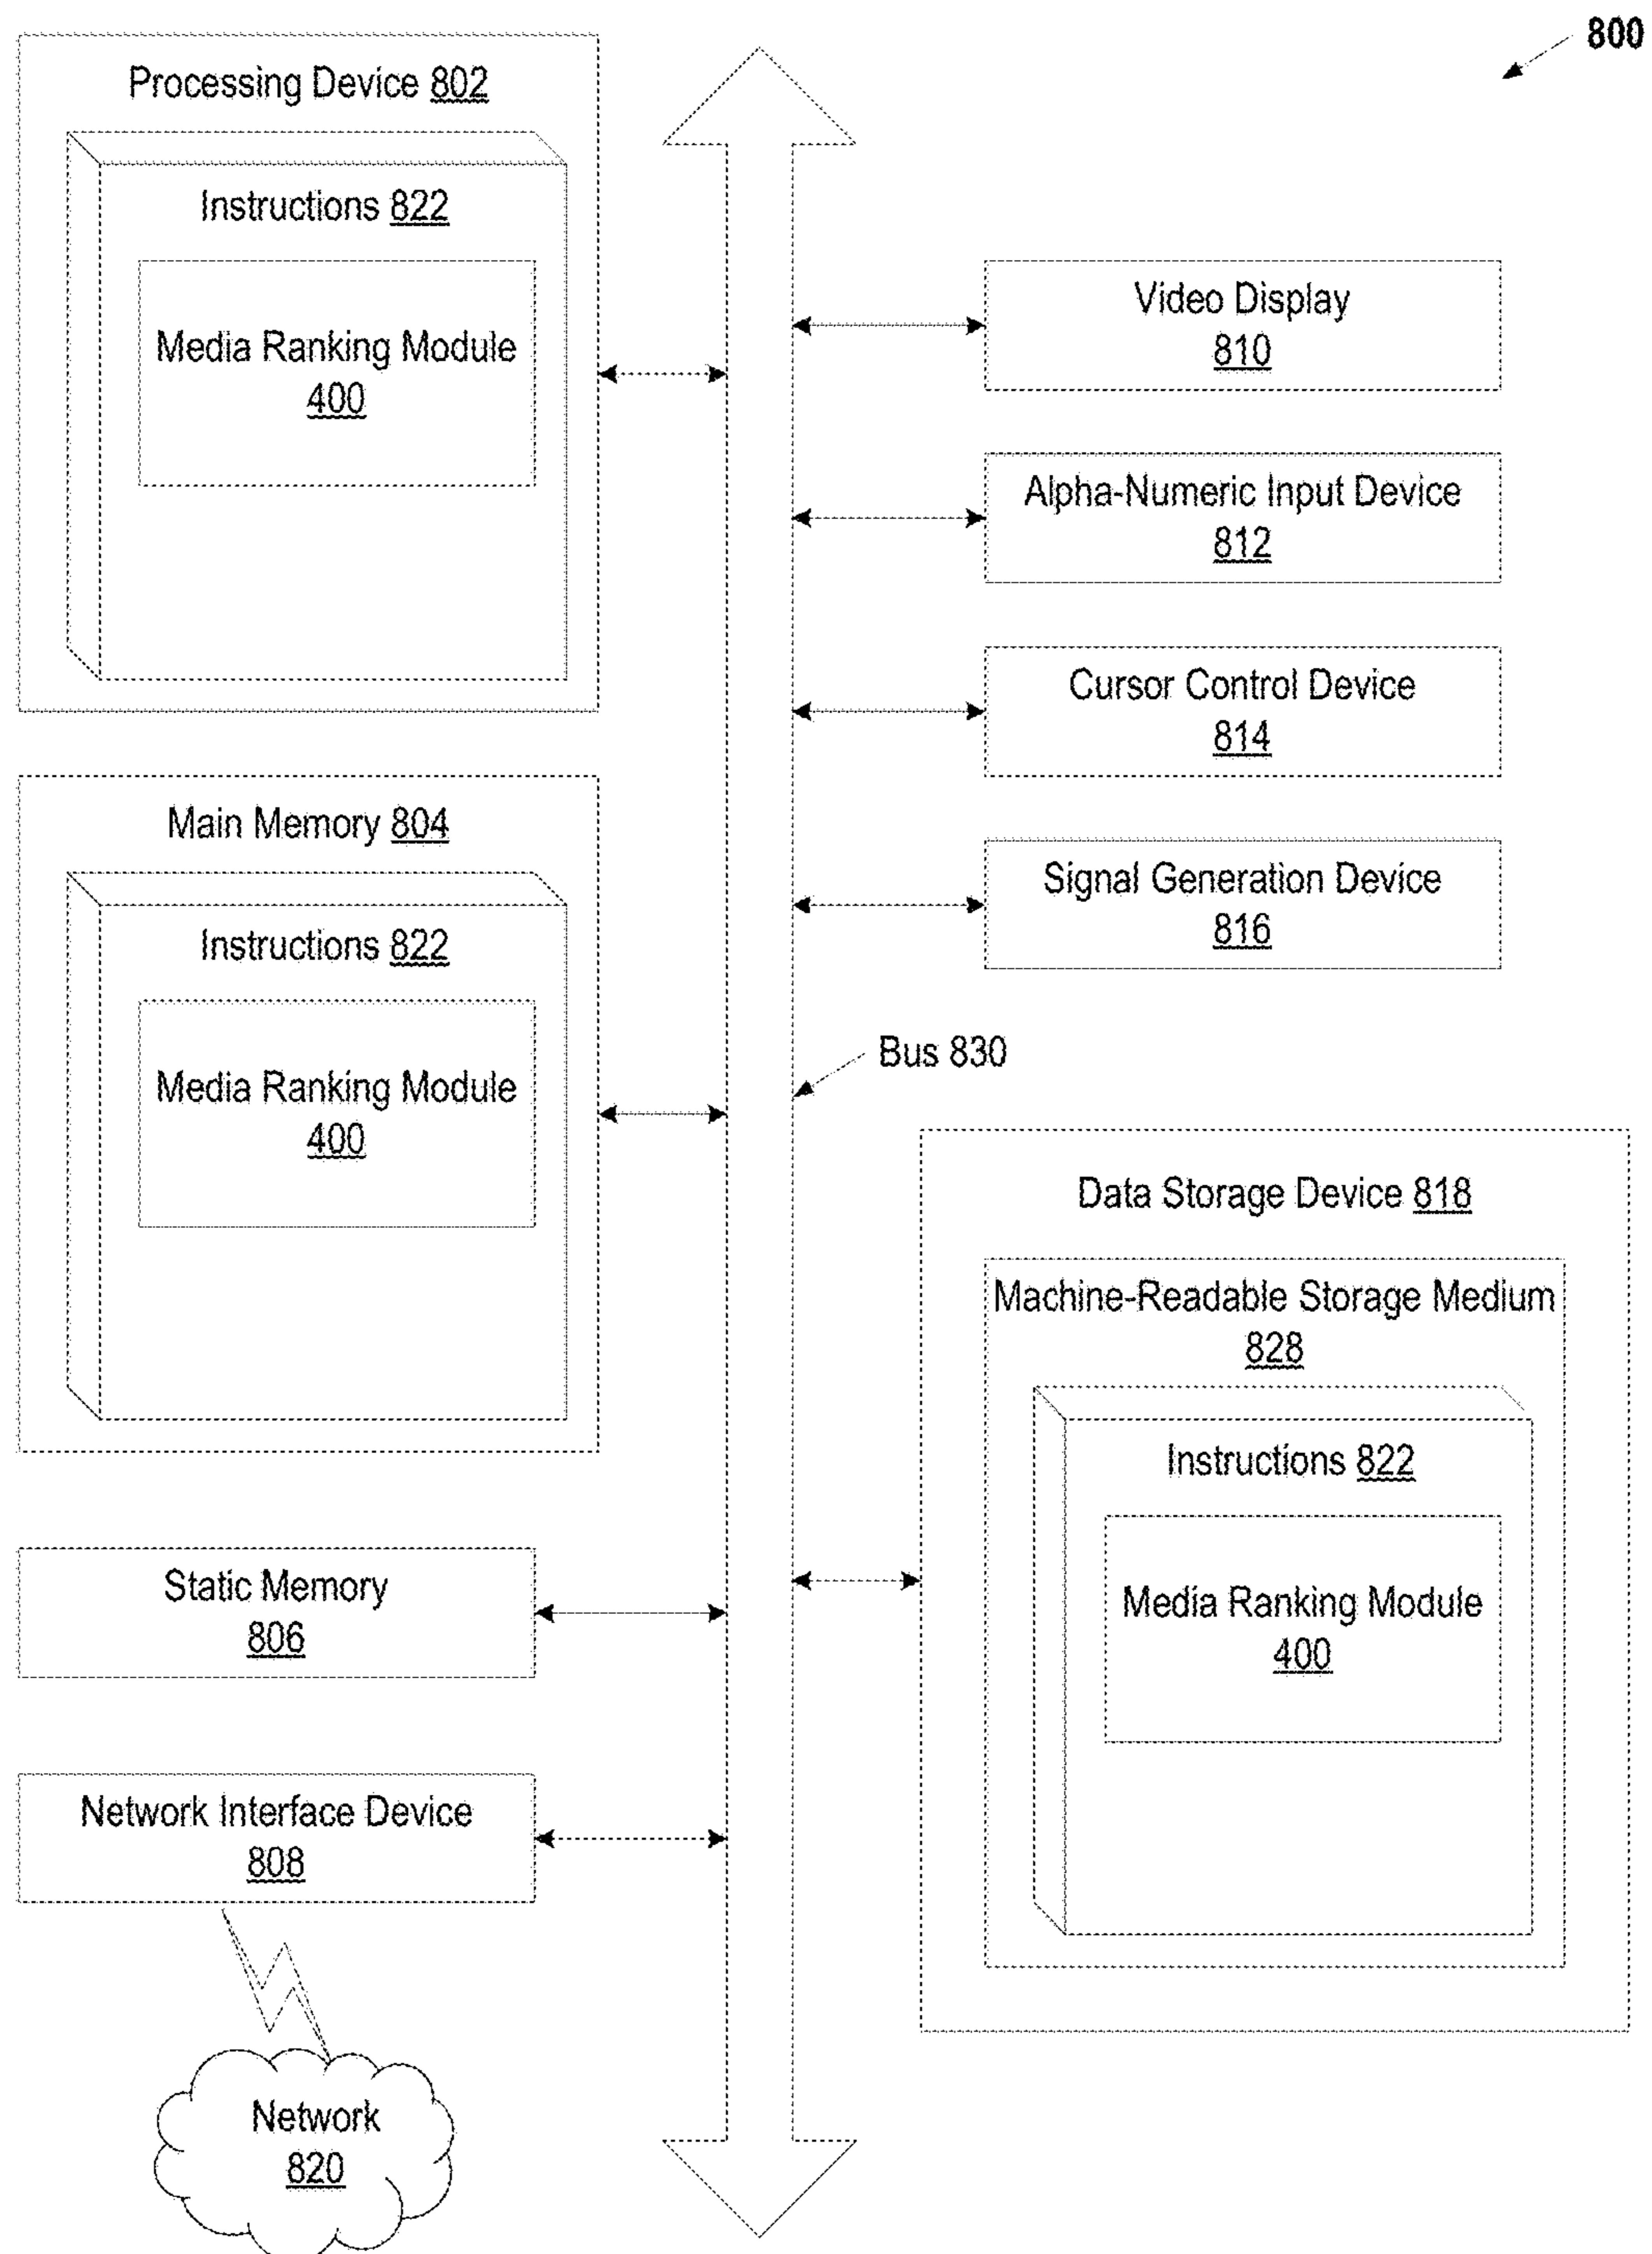 800
Processing Device 802
Instructions 822
Media Ranking Module
400
Main Memory 804
Instructions 822
Media Ranking Module
400
Static Memory
806
Network Interface Device
808
Network
820
Video Display
810
Alpha-Numeric Input Device
812
Cursor Control Device
814
Signal Generation Device
816
Bus 830
Data Storage Device 818
Machine-Readable Storage Medium
828
Instructions 822
Media Ranking Module
400